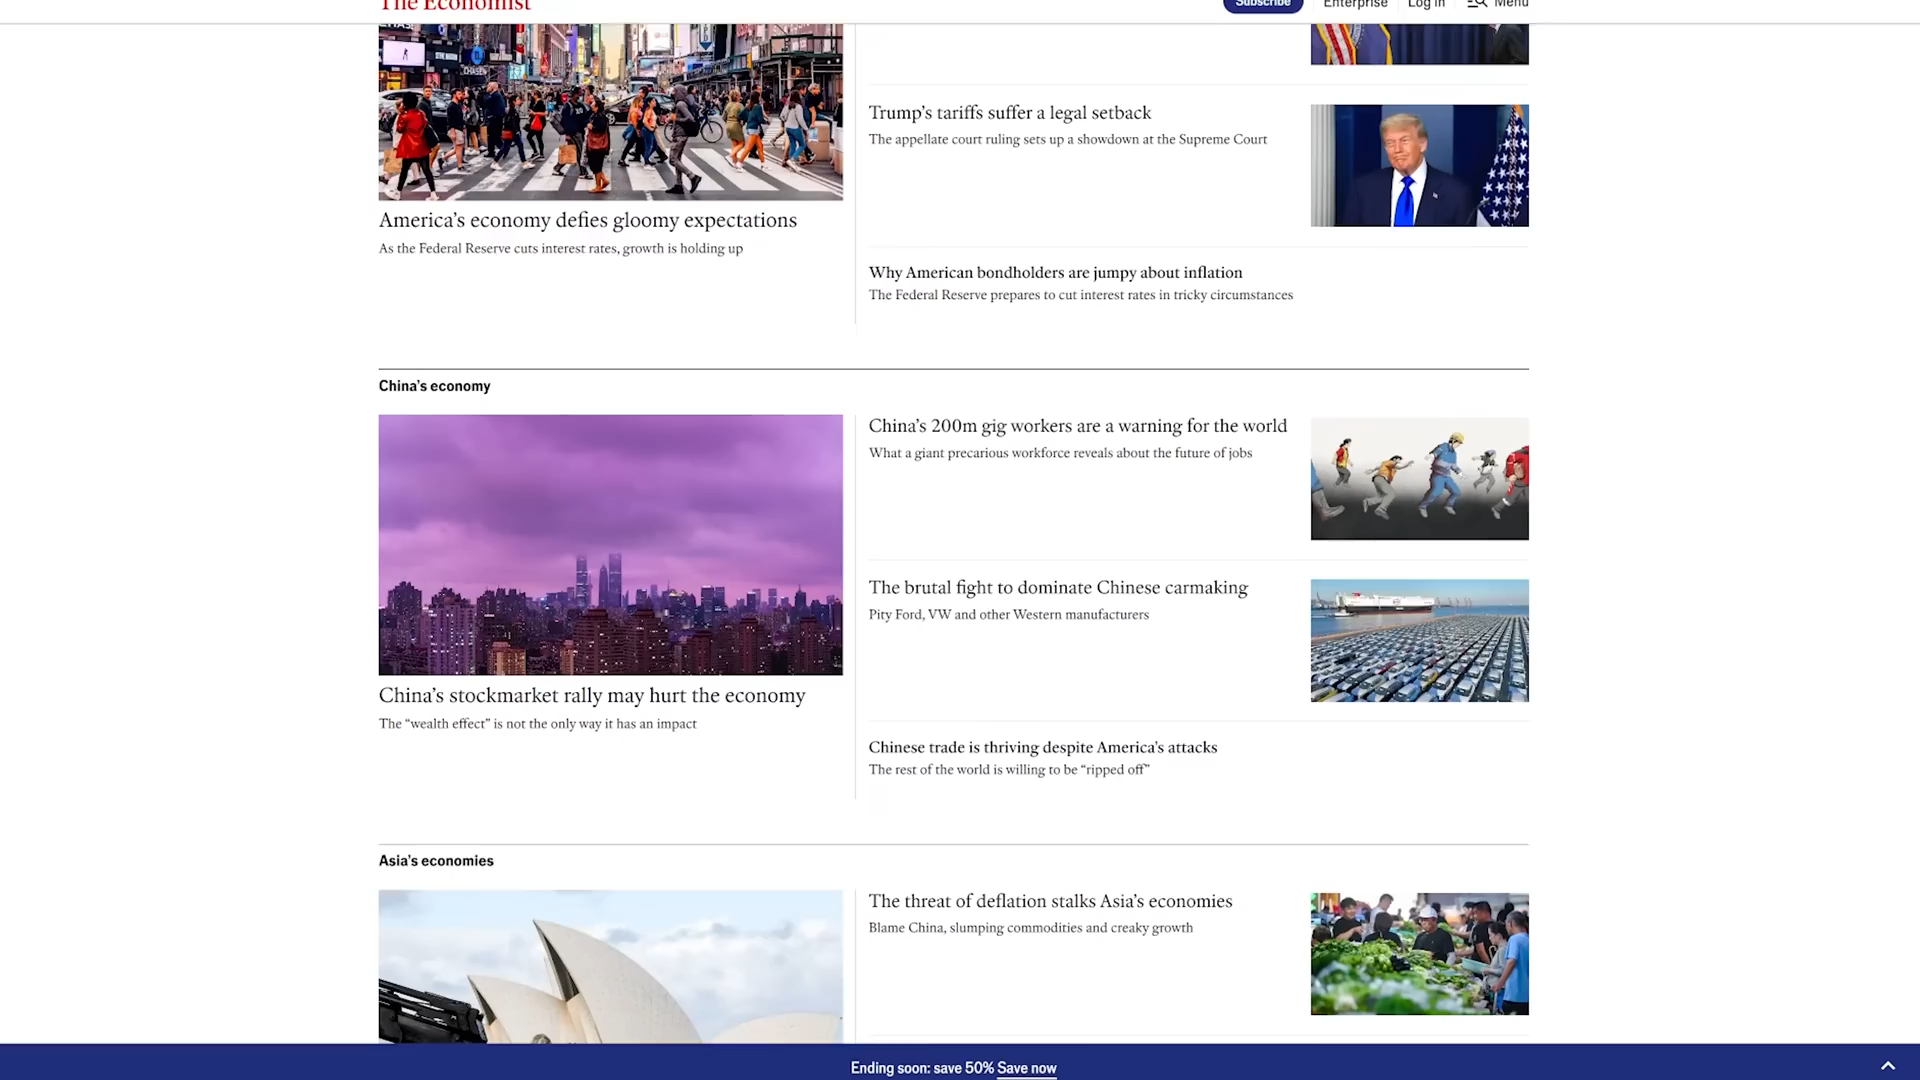 The Economist
Subscribe
Enterprise
Log in
Menu
America's economy defies gloomy expectations
As the Federal Reserve cuts interest rates, growth is holding up
Trump's tariffs suffer a legal setback
The appellate court ruling sets up a showdown at the Supreme Court
Why American bondholders are jumpy about inflation
The Federal Reserve prepares to cut interest rates in tricky circumstances
China's economy
China's stockmarket rally may hurt the economy
The “wealth effect” is not the only way it has an impact
China's 200m gig workers are a warning for the world
What a giant precarious workforce reveals about the future of jobs
The brutal fight to dominate Chinese carmaking
Pity Ford, VW and other Western manufacturers
Chinese trade is thriving despite America's attacks
The rest of the world is willing to be “ripped off”
Asia's economies
The threat of deflation stalks Asia's economies
Blame China, slumping commodities and creaky growth
Ending soon: save 50% Save now